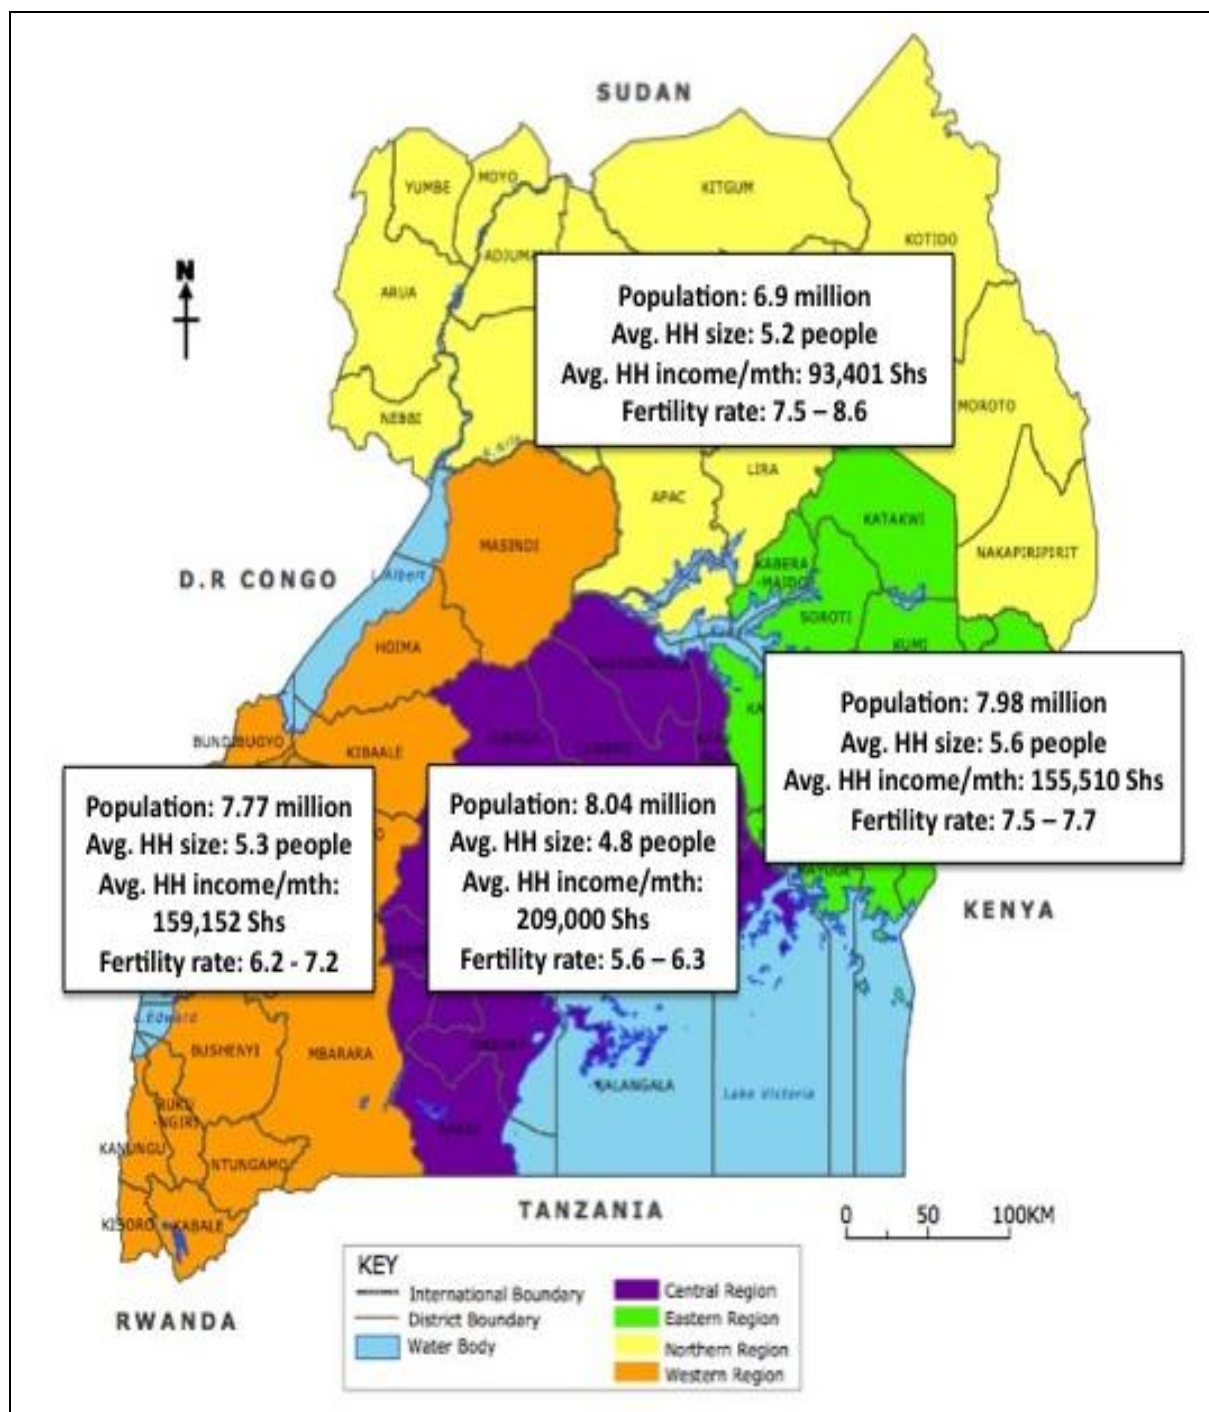 SUDAN
YUMBE
MOYO
KITGUM
KOTIDO
N
ARUA
Population: 6.9 million
Avg. HH size: 5.2 people
Avg. HH income/mth: 93,401 Shs
Fertility rate: 7.5 – 8.6
NEBBI
MOROTO
R. Nile
LIRA
APAC
KATAKWI
MASINDI
NAKAPIRIPIRIT
KABERA
-MAIDO
D.R CONGO
L. Albert
SOROTI
KUMI
HOIMA
Population: 7.98 million
Avg. HH size: 5.6 people
Avg. HH income/mth: 155,510 Shs
Fertility rate: 7.5 – 7.7
BUNDIBUGYO
KIBAALE
Population: 7.77 million
Avg. HH size: 5.3 people
Avg. HH income/mth:
159,152 Shs
Fertility rate: 6.2 - 7.2
Population: 8.04 million
Avg. HH size: 4.8 people
Avg. HH income/mth:
209,000 Shs
Fertility rate: 5.6 – 6.3
KENYA
L. Edward
BUSHENYI
MBARARA
KALANGALA
Lake Victoria
RUKU
-NGIRI
KANUNGU
NTUNGAMO
KISORO
KABALE
TANZANIA
0 50 100KM
RWANDA
KEY
International Boundary
District Boundary
Water Body
Central Region
Eastern Region
Northern Region
Western Region